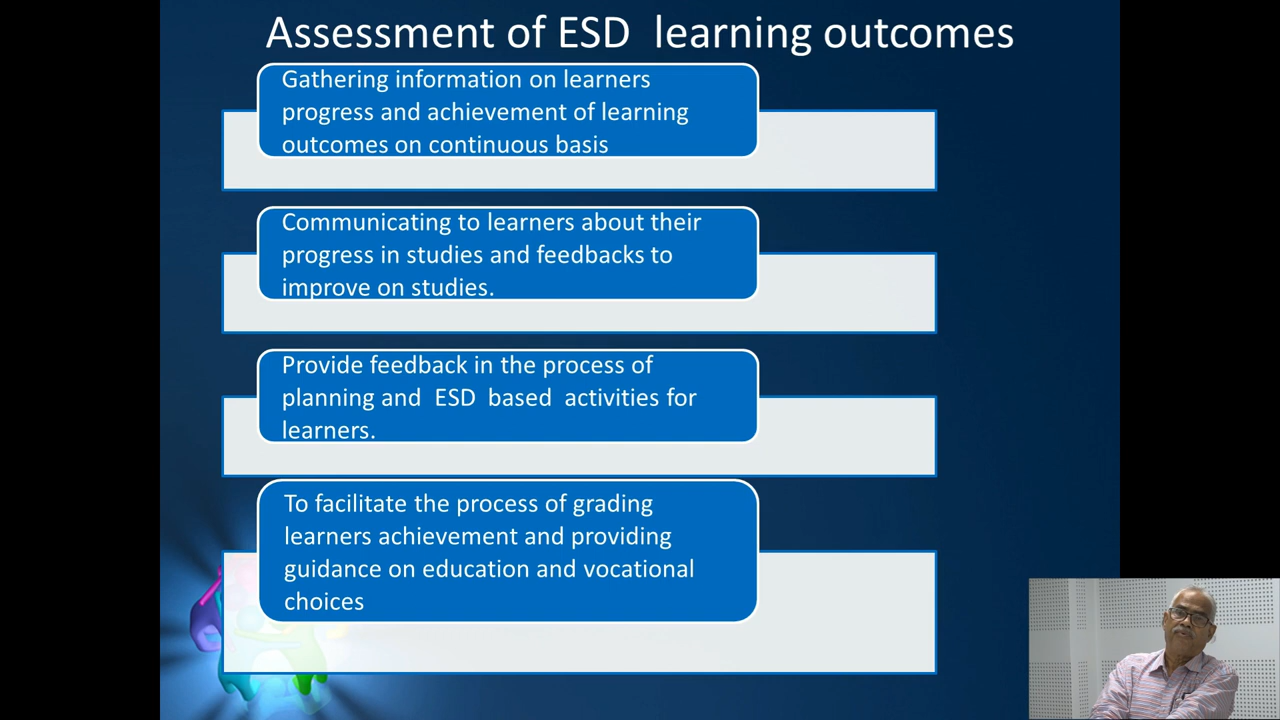 Assessment of ESD learning outcomes
Gathering information on learners
progress and achievement of learning
outcomes on continuous basis
Communicating to learners about their
progress in studies and feedbacks to
improve on studies.
Provide feedback in the process of
planning and ESD based activities for
learners.
To facilitate the process of grading
learners achievement and providing
guidance on education and vocational
choices